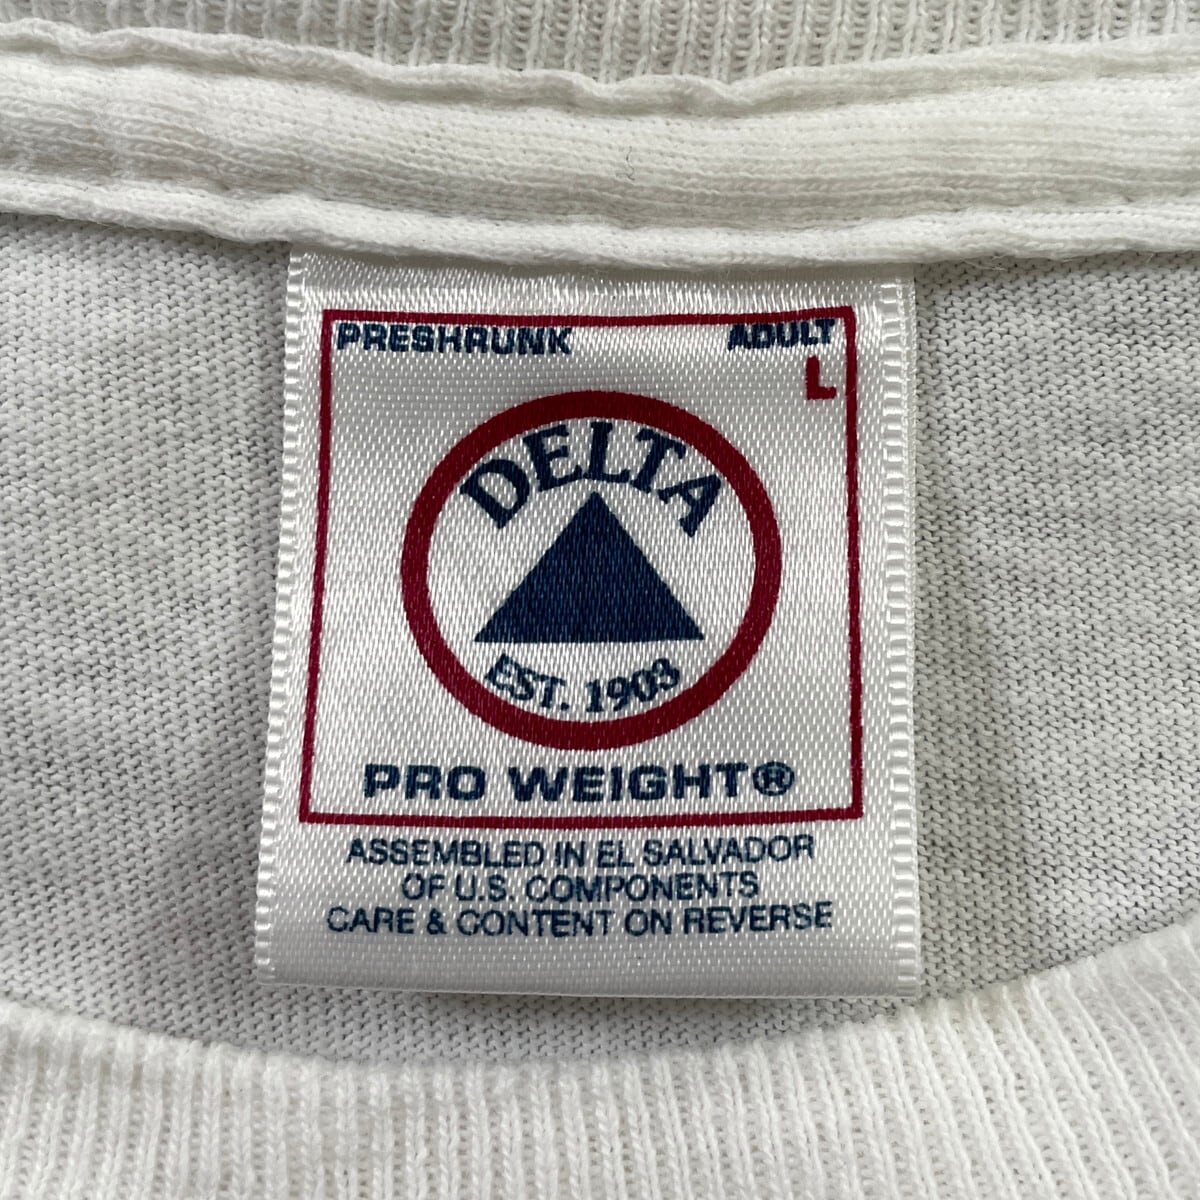 PRESHRUNK ADULT
L
DELTA
EST. 1903
PRO WEIGHT®
ASSEMBLED IN EL SALVADOR
OF U.S. COMPONENTS
CARE & CONTENT ON REVERSE